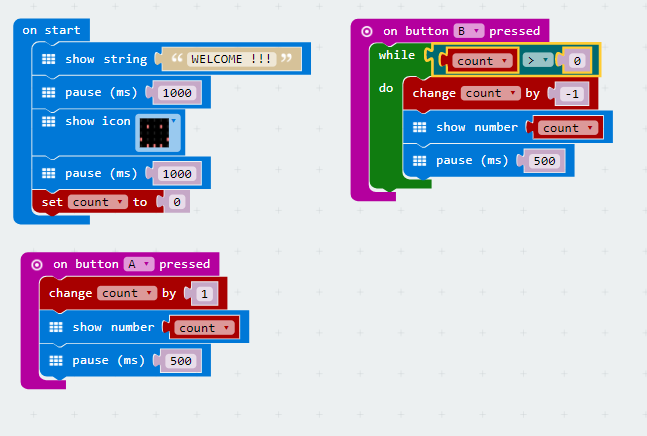 on start
show string " WELCOME !!! "
pause (ms) 1000
show icon
pause (ms) 1000
set count to 0
on button A pressed
change count by 1
show number count
pause (ms) 500
on button B pressed
while count > 0
do change count by -1
show number count
pause (ms) 500